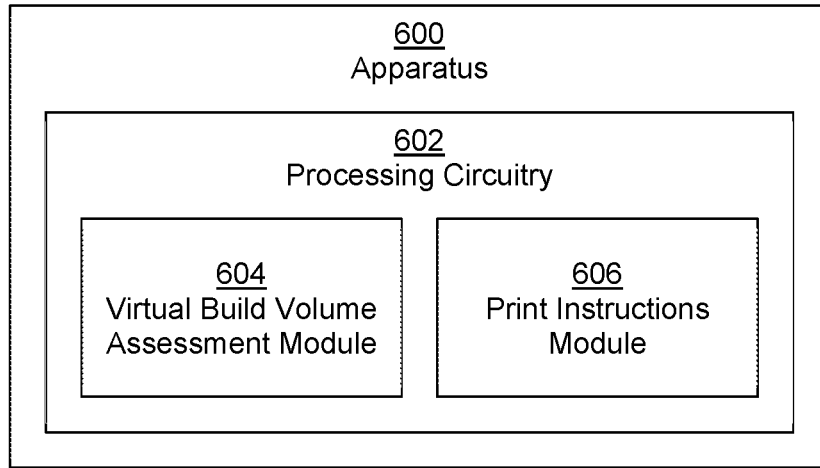 600
Apparatus
602
Processing Circuitry
604
Virtual Build Volume
Assessment Module
606
Print Instructions
Module